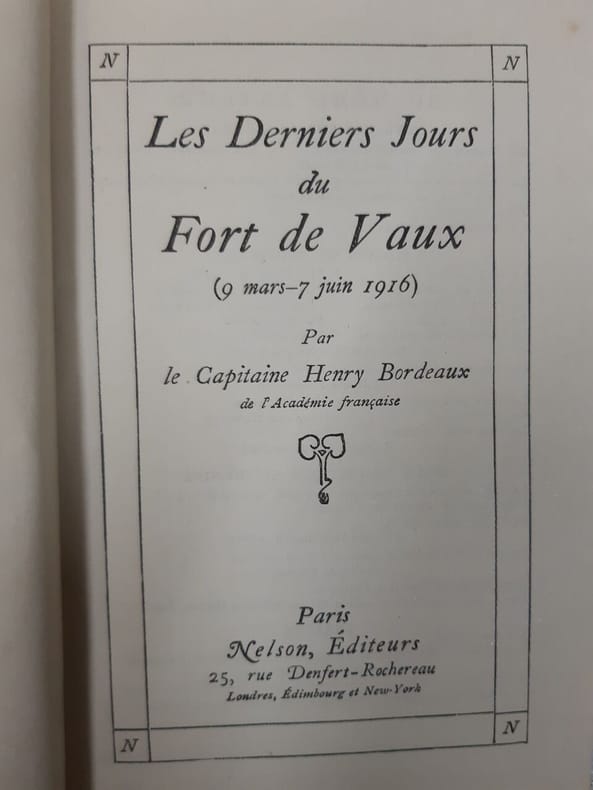 N N
Les Derniers Jours
du
Fort de Vaux
(9 mars–7 juin 1916)
Par
le Capitaine Henry Bordeaux
de l'Académie française
Paris
Nelson, Éditeurs
25, rue Denfert-Rochereau
Londres, Édimbourg et New-York
N N